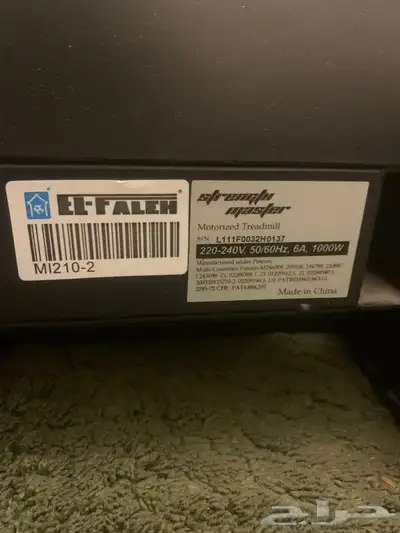 EL-FALEH
MI210-2
strength
master
Motorized Treadmill
S/N: L111F0032H0137
220-240V, 50/60Hz, 6A, 1000W
Manufactured under Patents:
Made in China
حراج